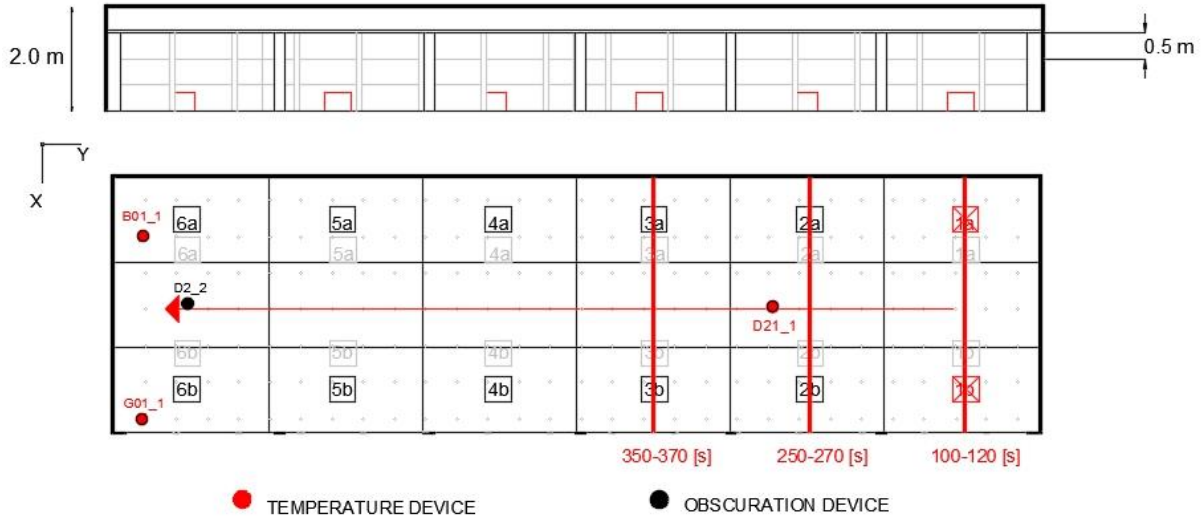 2.0 m
0.5 m
Y
X
B01_1
6a 5a 4a 3a 2a 1a
6a 5a 4a 3a 2a 1a
D2_2
D21_1
6b 5b 4b 3b 2b 1b
6b 5b 4b 3b 2b 1b
G01_1
350-370 [s] 250-270 [s] 100-120 [s]
TEMPERATURE DEVICE OBSCURATION DEVICE